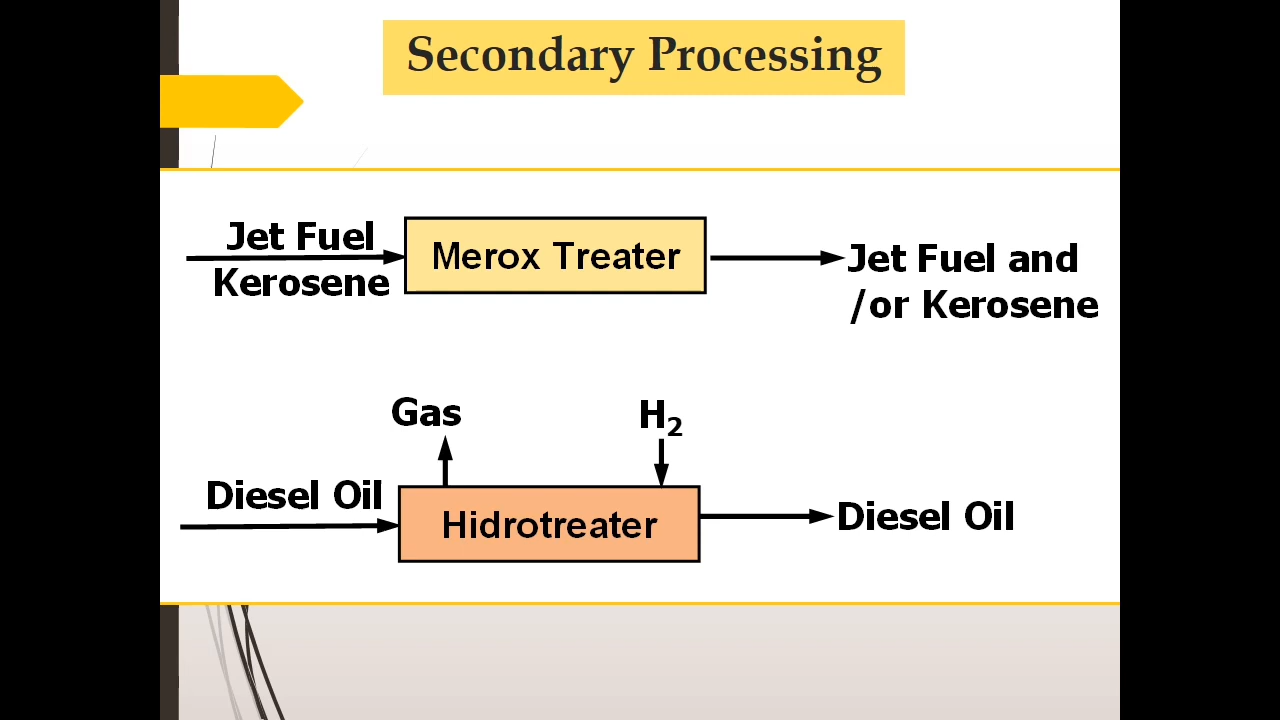 Secondary Processing
Jet Fuel
Kerosene
Merox Treater
Jet Fuel and
/or Kerosene
Gas
H₂
Diesel Oil
Hidrotreater
Diesel Oil